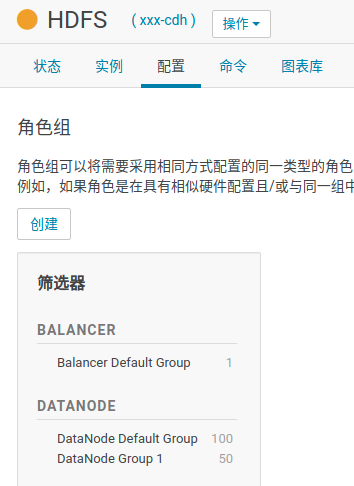 HDFS （xxx-cdh） 操作
状态 实例 配置 命令 图表库
角色组
角色组可以将需要采用相同方式配置的同一类型的角色
例如，如果角色是在具有相似硬件配置且/或与同一组中
创建
筛选器
BALANCER
Balancer Default Group 1
DATANODE
DataNode Default Group 100
DataNode Group 1 50